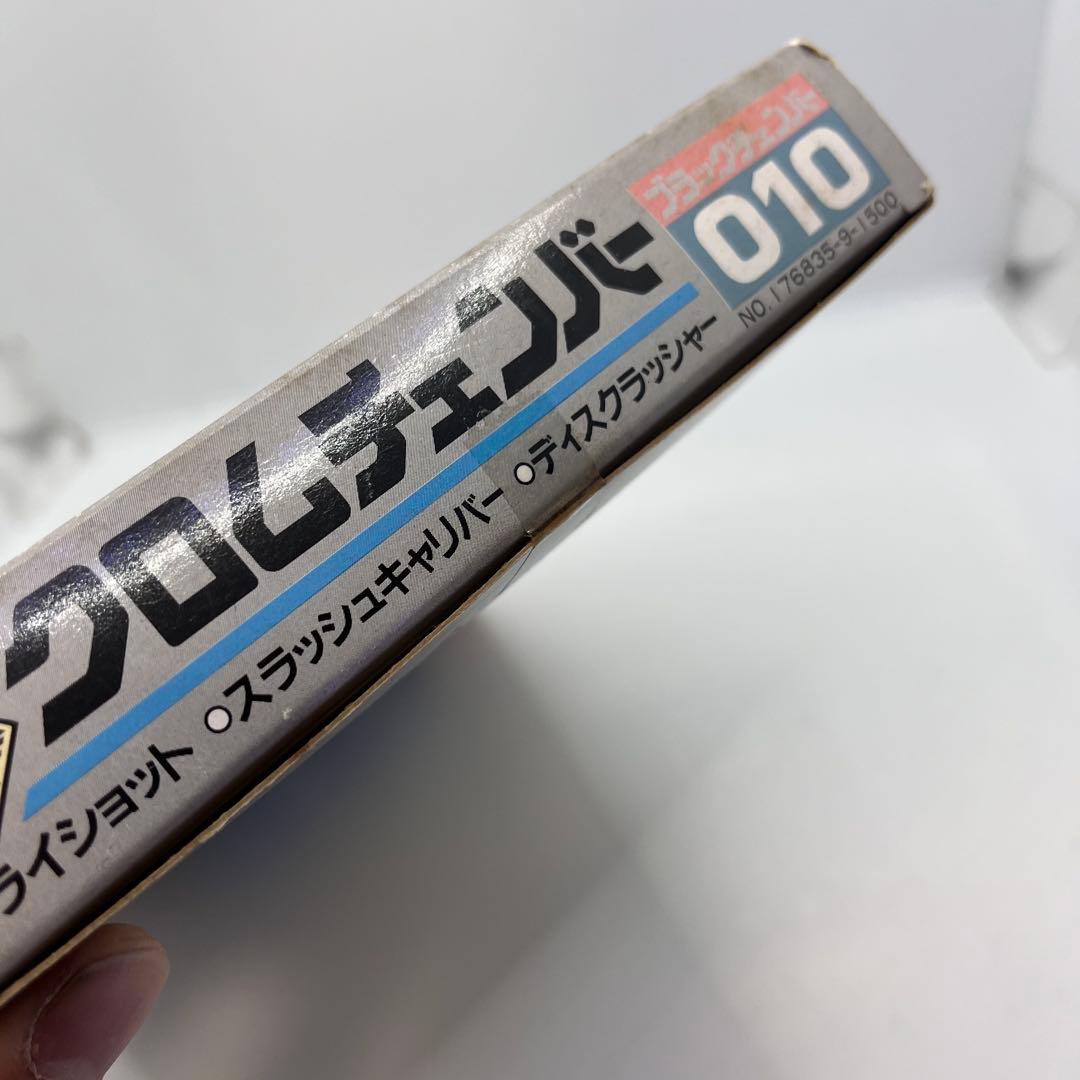 ブラックチェンバー
010
NO.176835-9-1500
クロムチェンバー
ライショット ○スラッシュキャリバー ○ディスクラッシャー